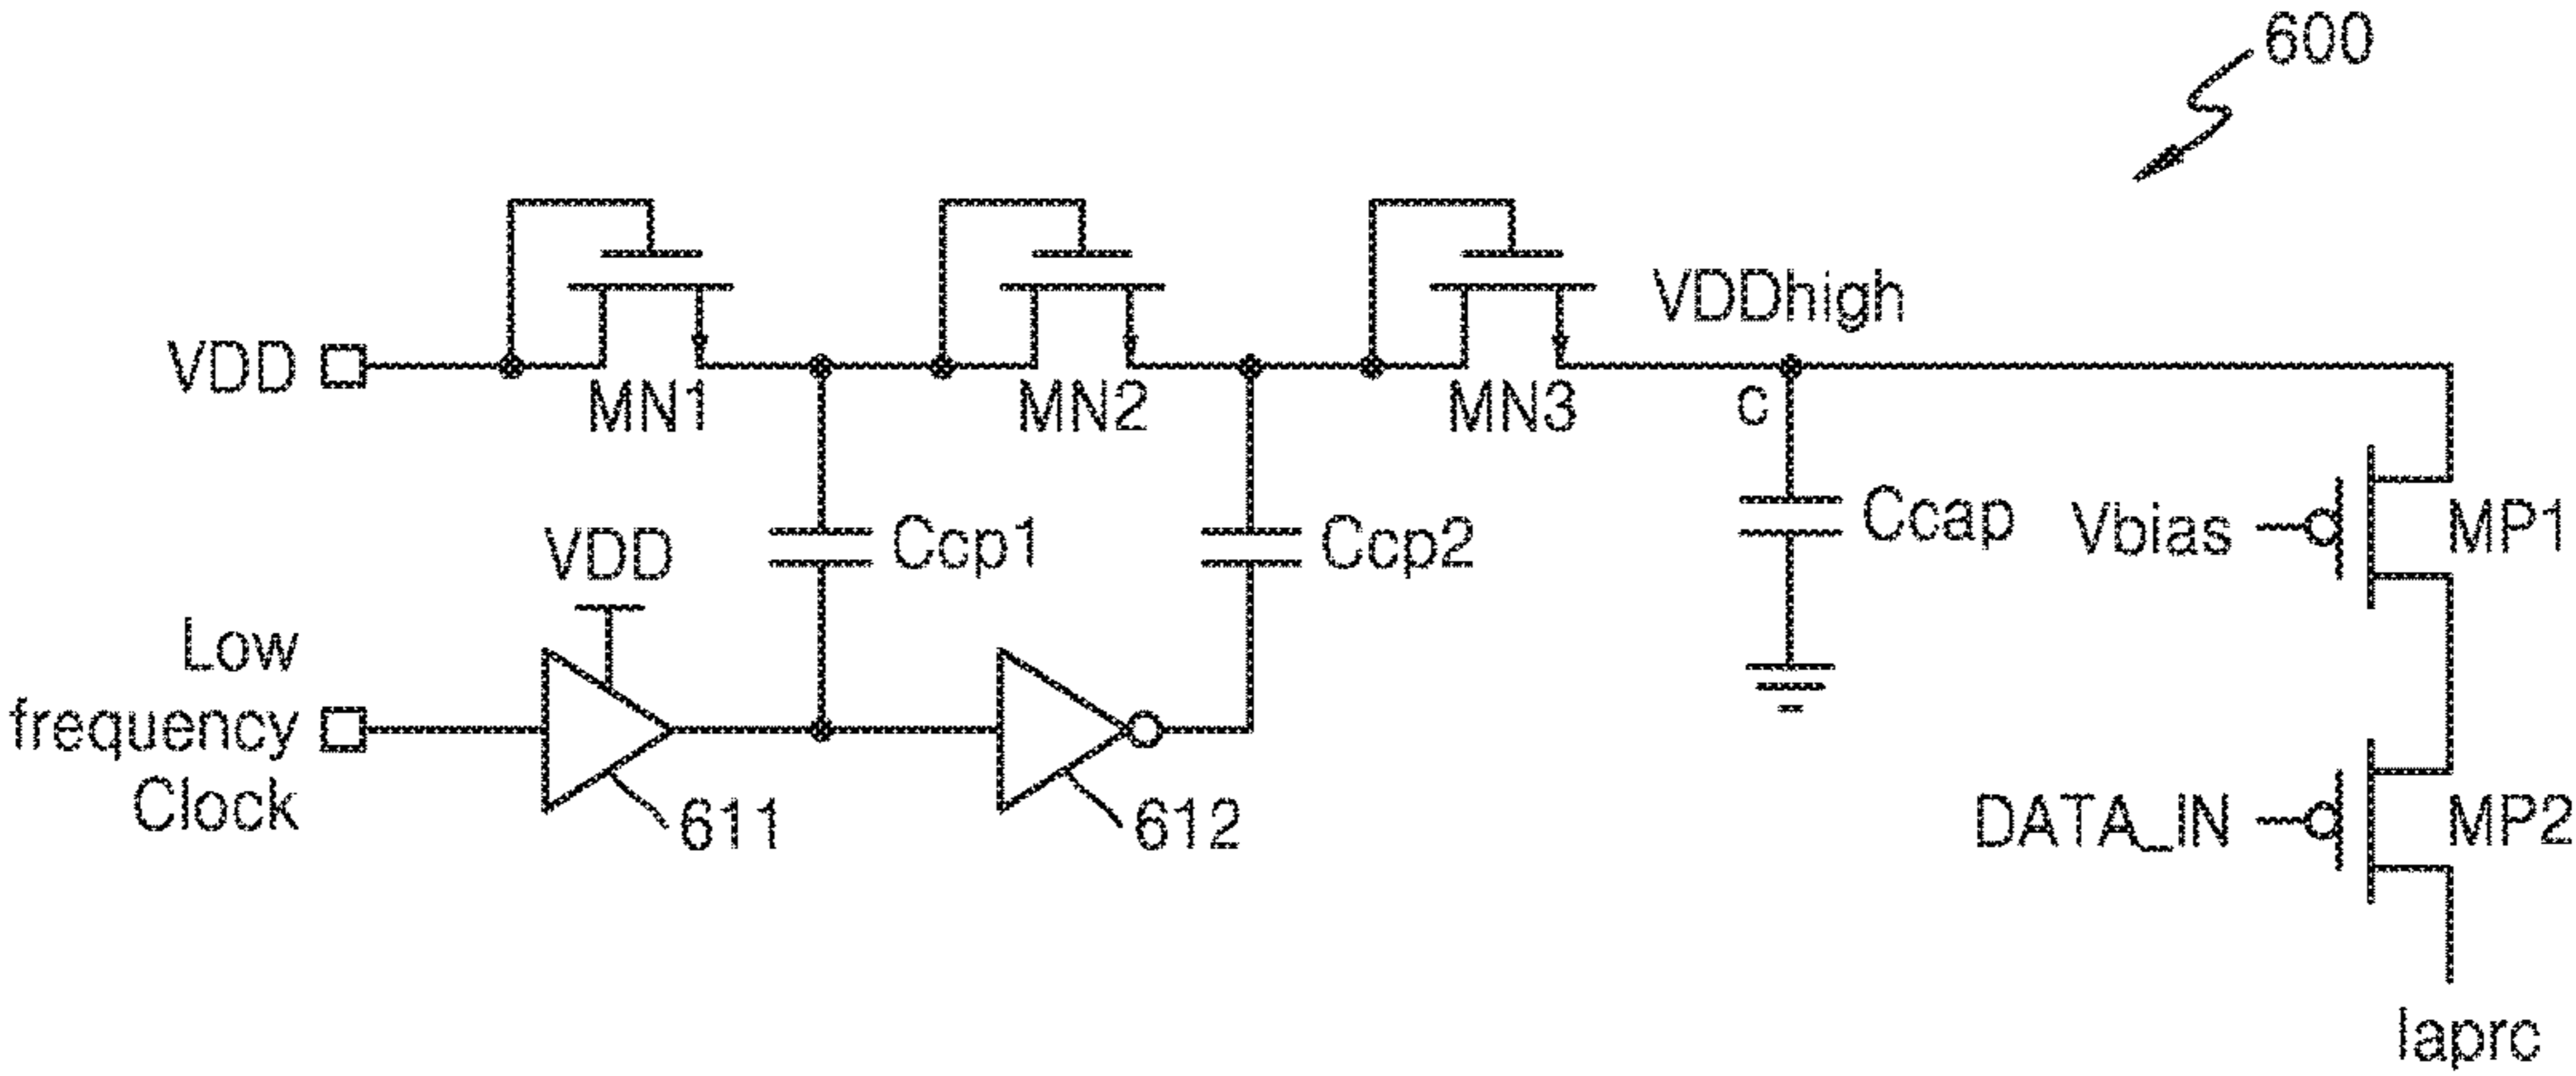 600
VDDhigh
VDD
MN1
MN2
MN3
c
VDD
Ccp1
Ccp2
Ccap
Vbias
MP1
Low
frequency
Clock
611
612
DATA_IN
MP2
Iaprc